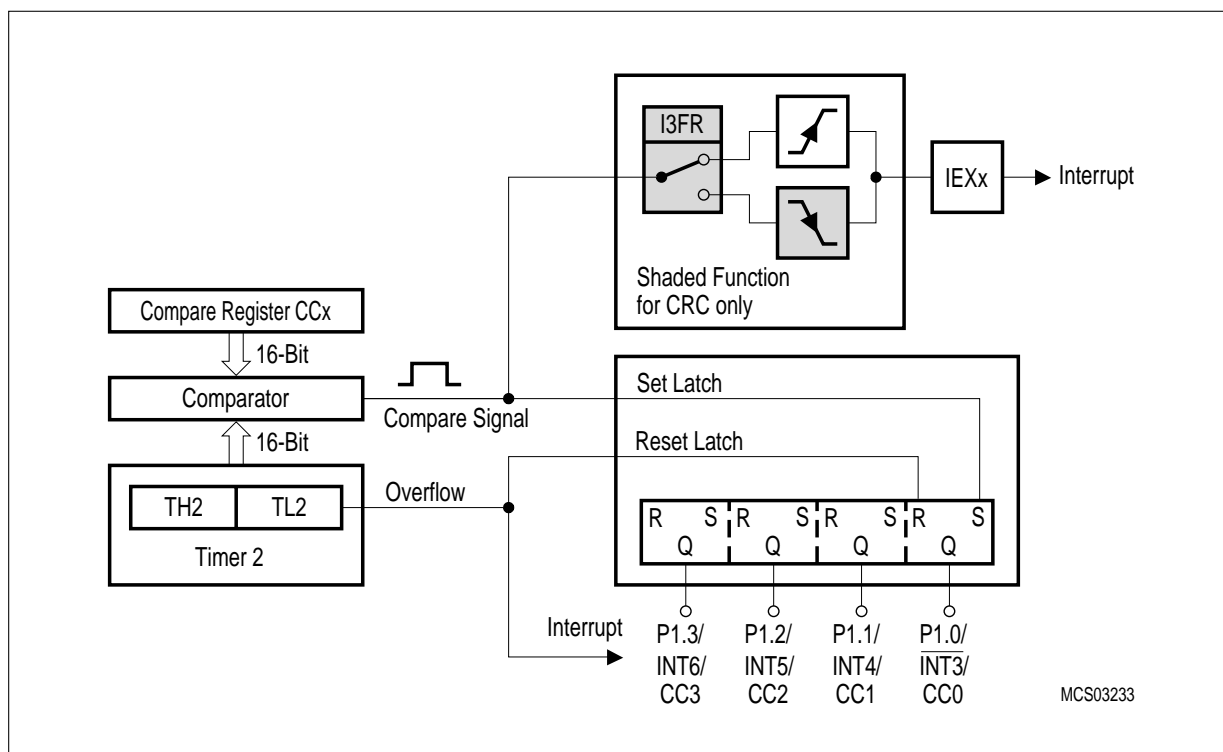 I3FR
IEXx
Interrupt
Shaded Function
for CRC only
Compare Register CCx
16-Bit
Comparator
Compare Signal
16-Bit
TH2
TL2
Timer 2
Overflow
Set Latch
Reset Latch
R S R S R S R S
Q Q Q Q
Interrupt
P1.3/
INT6/
CC3
P1.2/
INT5/
CC2
P1.1/
INT4/
CC1
P1.0/
INT3/
CC0
MCS03233